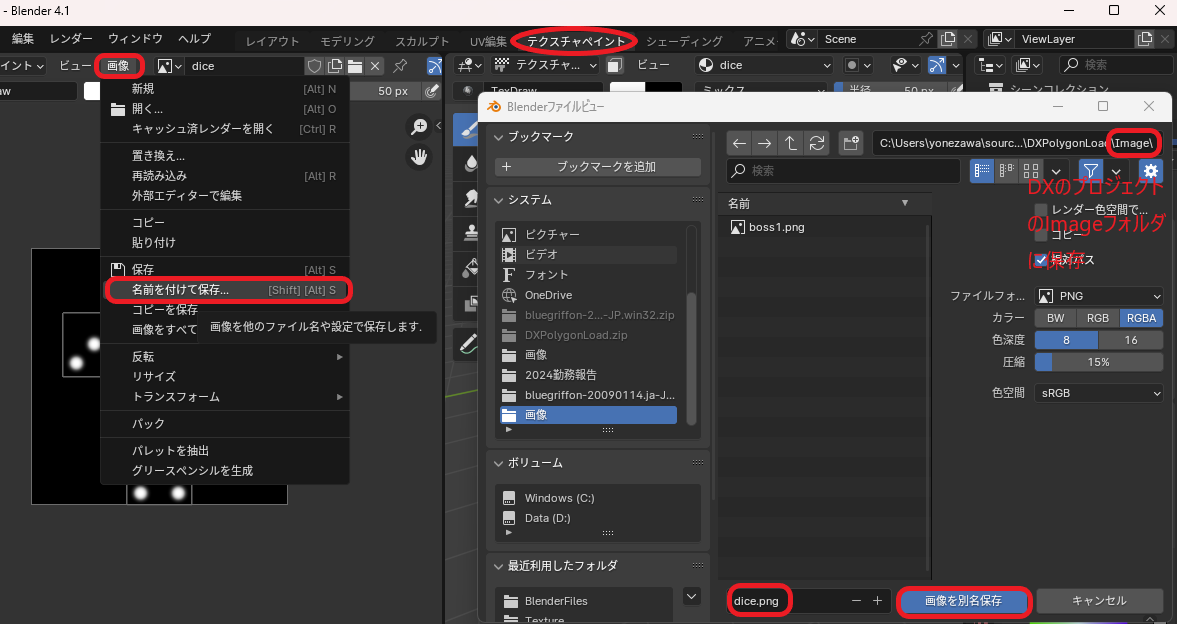 - Blender 4.1
編集 レンダー ウィンドウ ヘルプ レイアウト モデリング スカルプト UV編集 テクスチャペイント シェーディング アニメ Scene ViewLayer
イント ビュー 画像 dice テクスチャ... ビュー dice 検索
50 px TexDraw ミックス 半径 50 px シーンコレクション
新規 [Alt] N
開く... [Alt] O
キャッシュ済レンダーを開く [Ctrl] R
置き換え...
再読み込み [Alt] R
外部エディターで編集
コピー
貼り付け
保存 [Alt] S
名前を付けて保存... [Shift] [Alt] S
コピーを保存
画像をすべて
画像を他のファイル名や設定で保存します.
反転
リサイズ
トランスフォーム
パック
パレットを抽出
グリースペンシルを生成
Blenderファイルビュー
ブックマーク
ブックマークを追加
システム
ピクチャー
ビデオ
フォント
OneDrive
bluegriffon-2...-JP.win32.zip
DXPolygonLoad.zip
画像
2024勤務報告
bluegriffon-20090114.ja-J...
画像
ボリューム
Windows (C:)
Data (D:)
最近利用したフォルダ
BlenderFiles
Texture
C:\Users\yonezawa\sourc...\DXPolygonLoad\Image\
検索
名前
boss1.png
DXのプロジェクト
のImageフォルダ
に保存
レンダー色空間で...
コピー
相対パス
ファイルフォ... PNG
カラー BW RGB RGBA
色深度 8 16
圧縮 15%
色空間 sRGB
dice.png 画像を別名保存 キャンセル